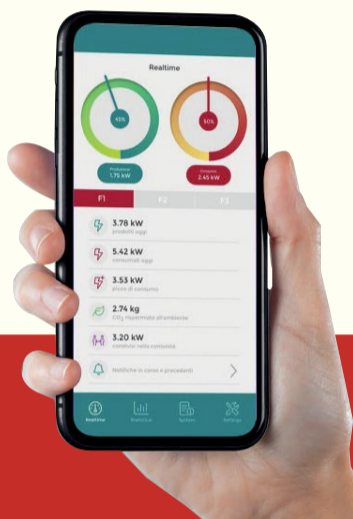 Realtime
45%
50%
Produzione
1.75 kW
Consumo
2.45 kW
F1
F2
F3
3.78 kW
prodotti oggi
5.42 kW
consumati oggi
3.53 kW
picco di consumo
2.74 kg
CO₂ risparmiata all'ambiente
3.20 kW
condivisi nella comunità
Notifiche in corso e precedenti
Realtime
Statistiche
System
Settings